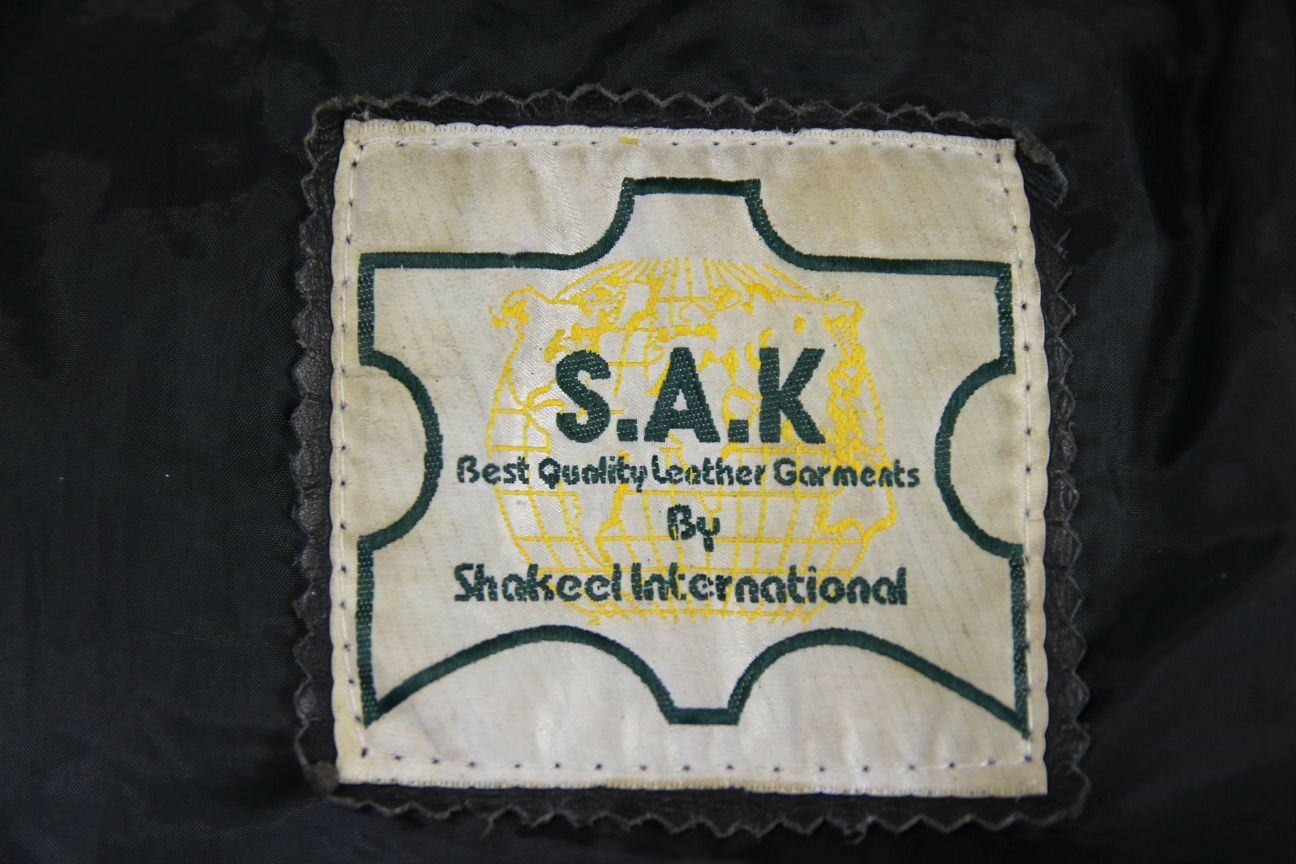 S.A.K
Best Quality Leather Garments
By
Shakeel International